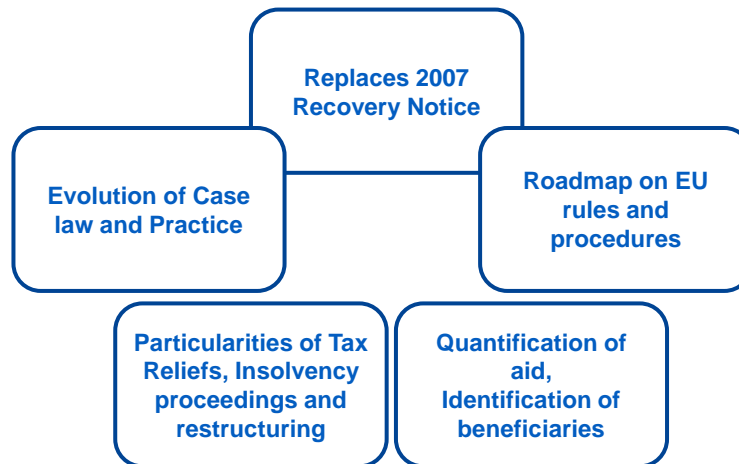 Replaces 2007
Recovery Notice
Evolution of Case
law and Practice
Roadmap on EU
rules and
procedures
Particularities of Tax
Reliefs, Insolvency
proceedings and
restructuring
Quantification of
aid,
Identification of
beneficiaries